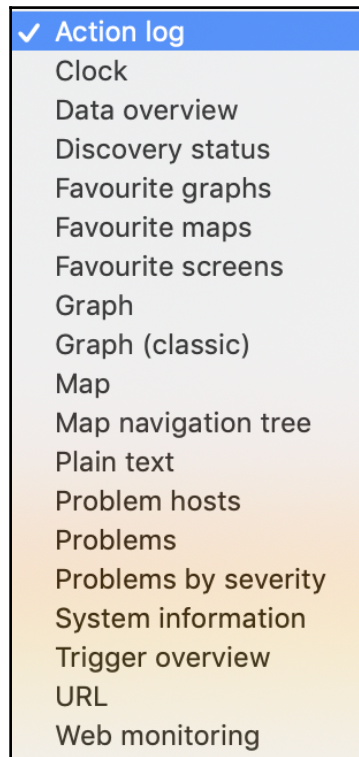 ✓ Action log
Clock
Data overview
Discovery status
Favourite graphs
Favourite maps
Favourite screens
Graph
Graph (classic)
Map
Map navigation tree
Plain text
Problem hosts
Problems
Problems by severity
System information
Trigger overview
URL
Web monitoring